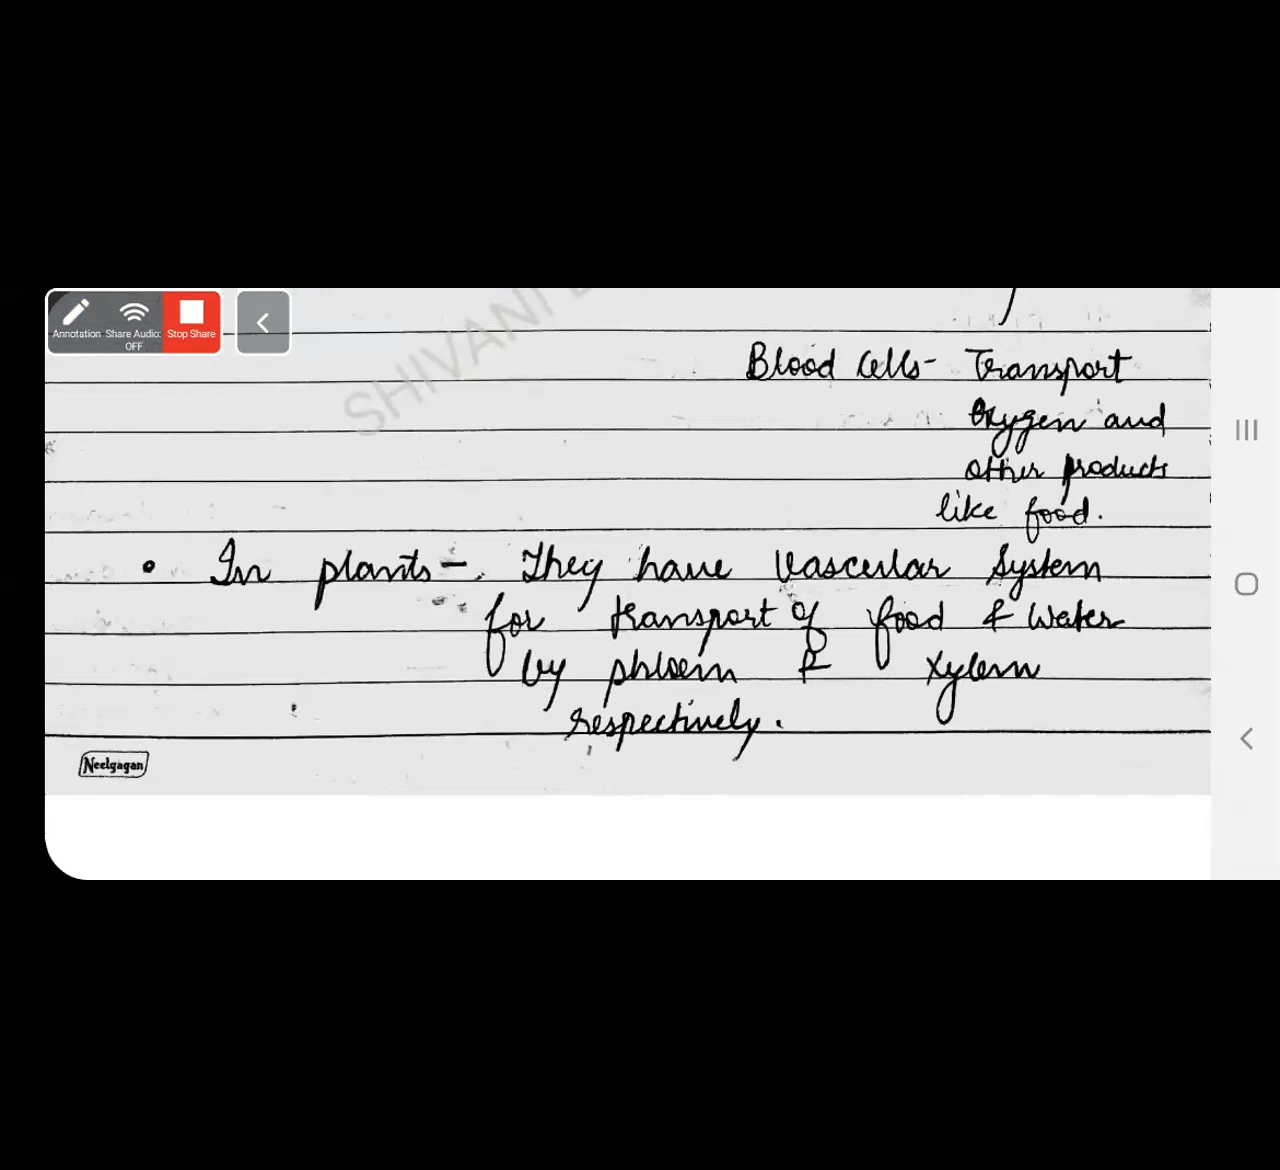 Annotation Share Audio: OFF Stop Share
SHIVANI
Blood Cells- Transport
Oxygen and
other products
like food.
• In plants-. They have Vascular System
for transport of food & Water
by phloem & Xylem
respectively.
Neelgagan